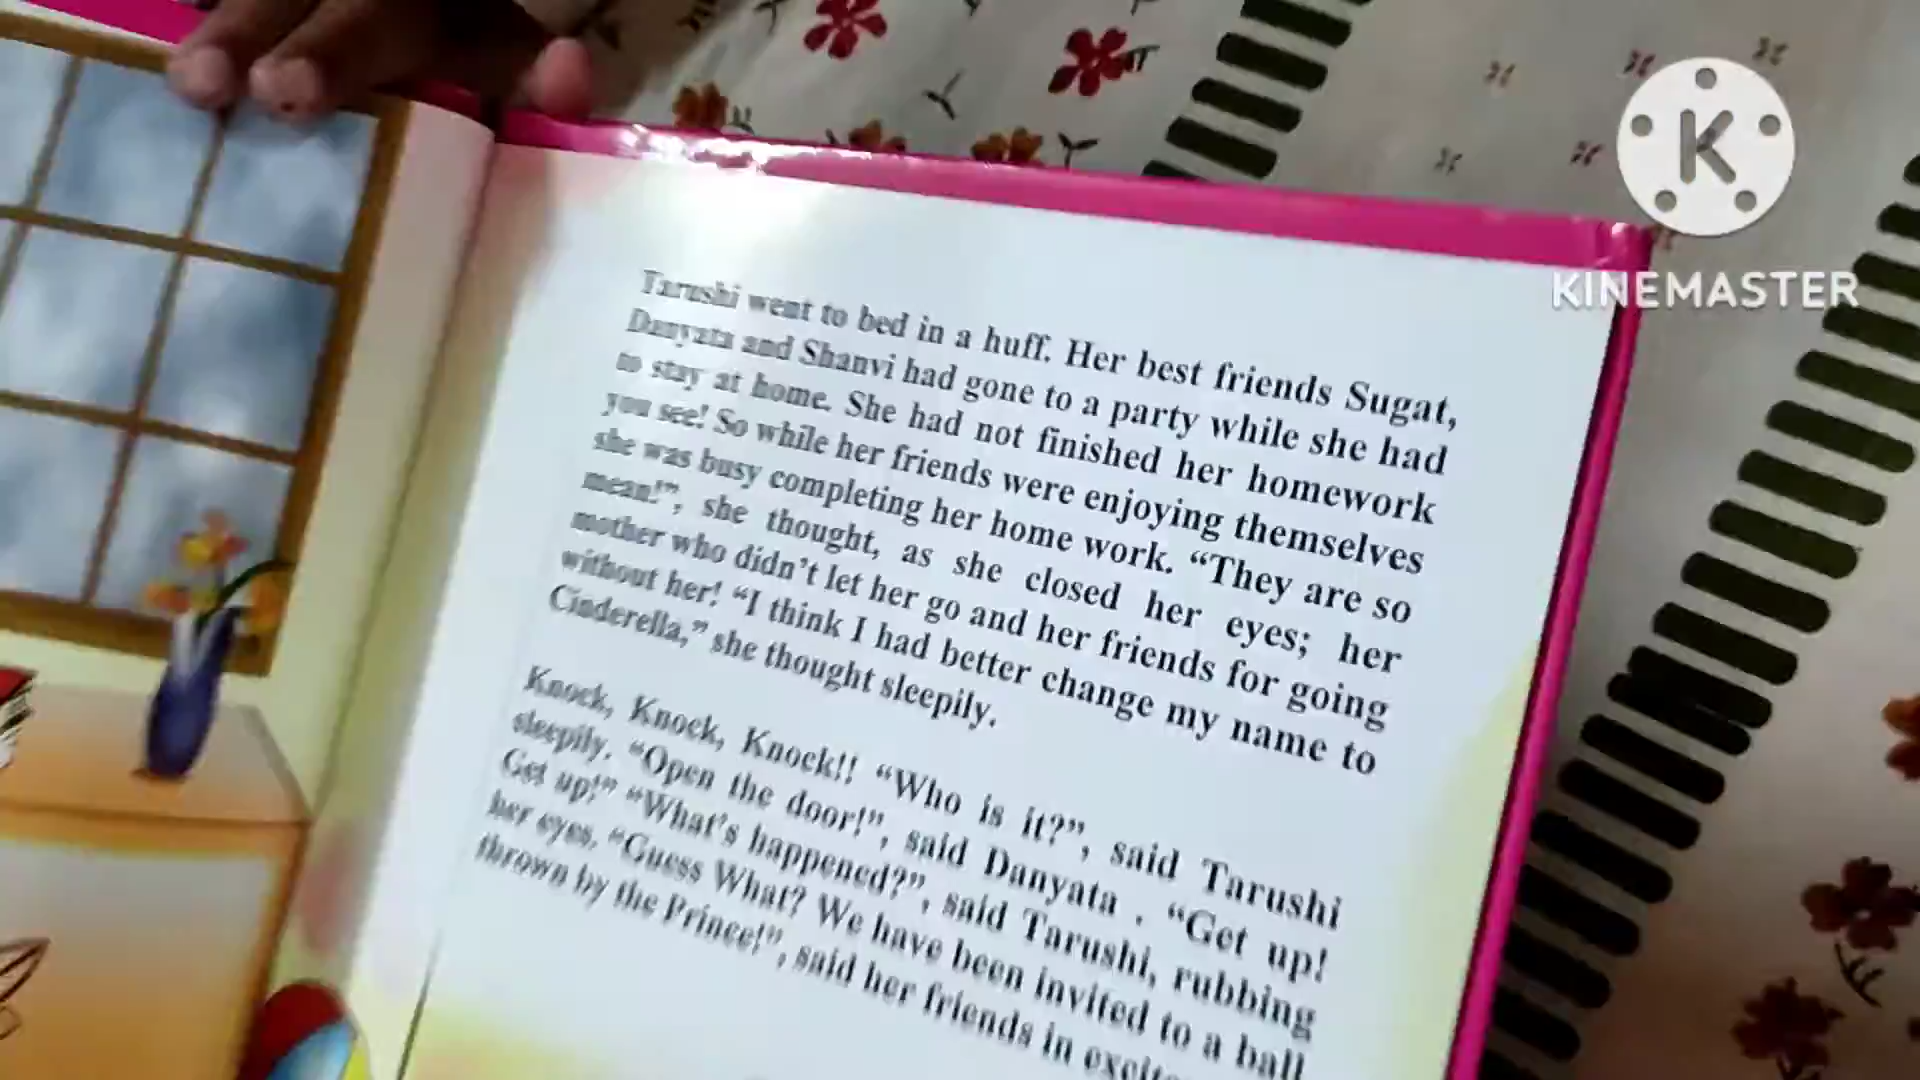 Tarushi went to bed in a huff. Her best friends Sugat,
Danyata and Shanvi had gone to a party while she had
to stay at home. She had not finished her homework
you see! So while her friends were enjoying themselves
she was busy completing her home work. “They are so
mean!”, she thought, as she closed her eyes; her
mother who didn’t let her go and her friends for going
without her! “I think I had better change my name to
Cinderella,” she thought sleepily.
Knock, Knock, Knock!! “Who is it?”, said Tarushi
sleepily. “Open the door!”, said Danyata . “Get up!
Get up!” “What’s happened?”, said Tarushi, rubbing
her eyes. “Guess What? We have been invited to a ball
thrown by the Prince!”, said her friends in
K
KINEMASTER